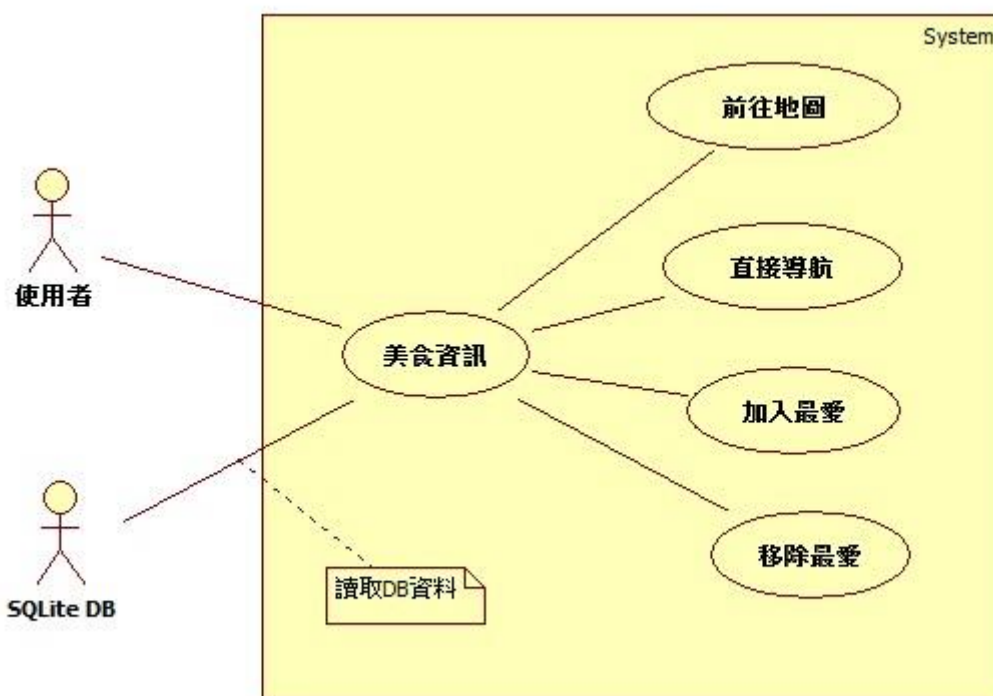 System
前往地圖
使用者
直接導航
美食資訊
加入最愛
移除最愛
SQLite DB
讀取DB資料